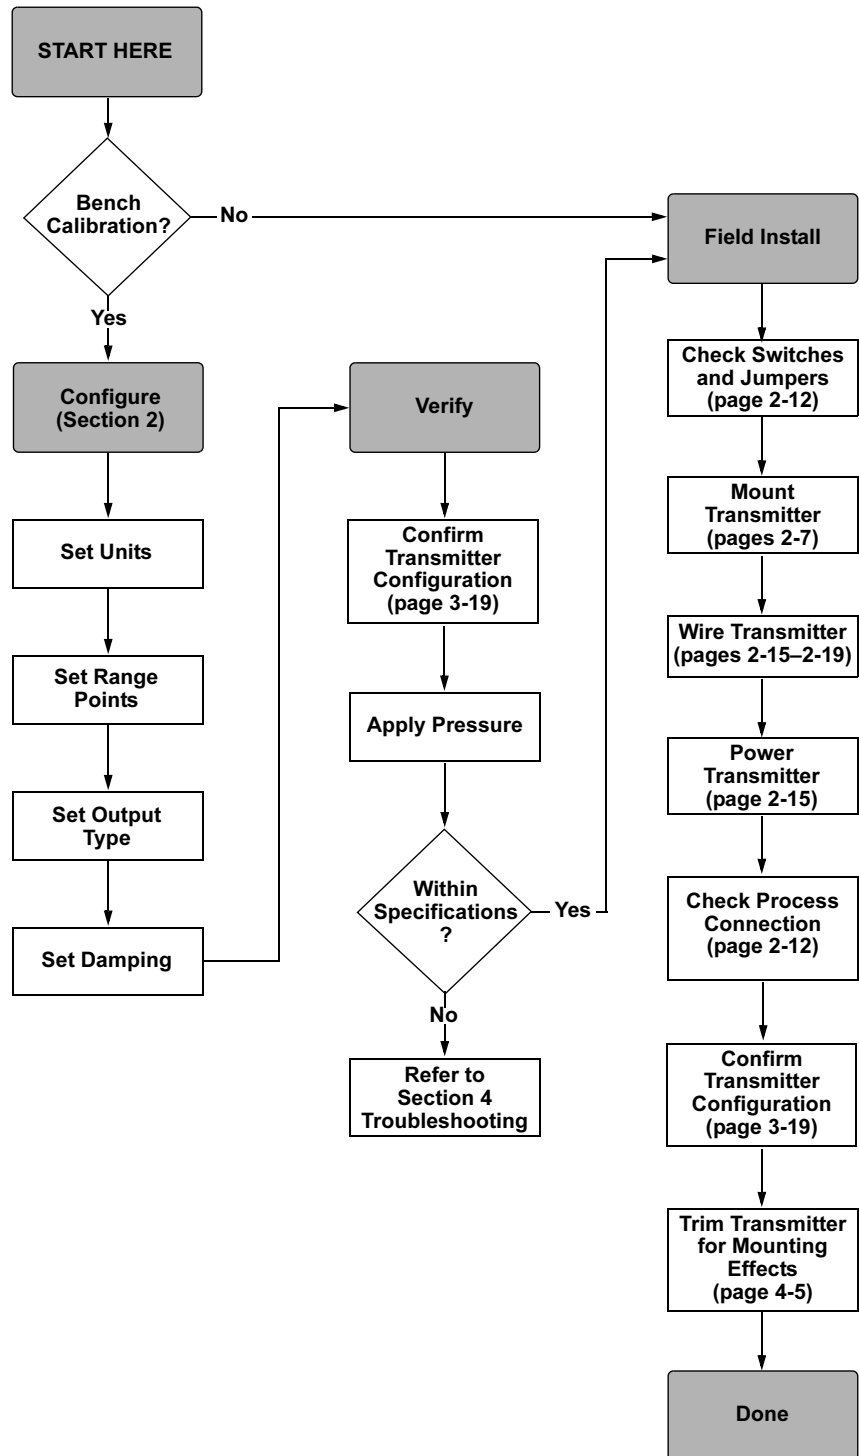 START HERE
Bench
Calibration?
No
Yes
Configure
(Section 2)
Set Units
Set Range
Points
Set Output
Type
Set Damping
Verify
Confirm
Transmitter
Configuration
(page 3-19)
Apply Pressure
Within
Specifications
?
Yes
No
Refer to
Section 4
Troubleshooting
Field Install
Check Switches
and Jumpers
(page 2-12)
Mount
Transmitter
(pages 2-7)
Wire Transmitter
(pages 2-15–2-19)
Power
Transmitter
(page 2-15)
Check Process
Connection
(page 2-12)
Confirm
Transmitter
Configuration
(page 3-19)
Trim Transmitter
for Mounting
Effects
(page 4-5)
Done